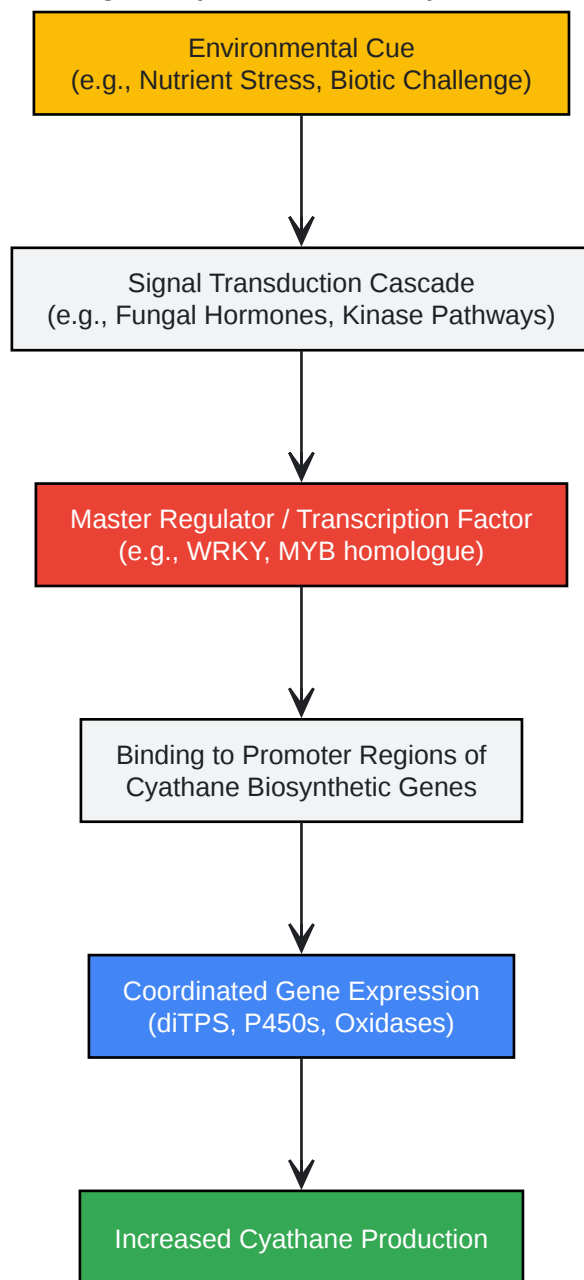 Environmental Cue
(e.g., Nutrient Stress, Biotic Challenge)
Signal Transduction Cascade
(e.g., Fungal Hormones, Kinase Pathways)
Master Regulator / Transcription Factor
(e.g., WRKY, MYB homologue)
Binding to Promoter Regions of
Cyathane Biosynthetic Genes
Coordinated Gene Expression
(diTPS, P450s, Oxidases)
Increased Cyathane Production